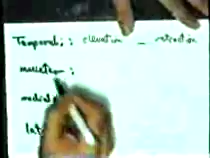 Temporal; : elevation _ retraction
masseter ;
medial
lat